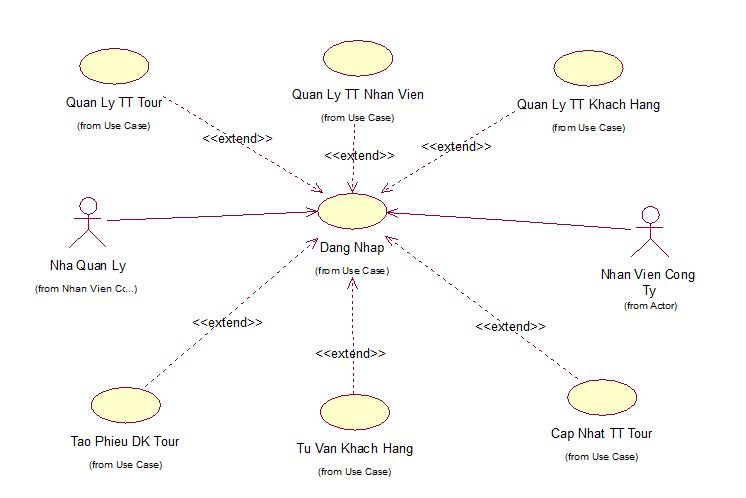 Quan Ly TT Tour
(from Use Case)
Quan Ly TT Nhan Vien
(from Use Case)
Quan Ly TT Khach Hang
(from Use Case)
<<extend>>
<<extend>>
<<extend>>
Nha Quan Ly
(from Nhan Vien Co...)
Dang Nhap
(from Use Case)
Nhan Vien Cong
Ty
(from Actor)
<<extend>>
<<extend>>
<<extend>>
Tao Phieu DK Tour
(from Use Case)
Tu Van Khach Hang
(from Use Case)
Cap Nhat TT Tour
(from Use Case)